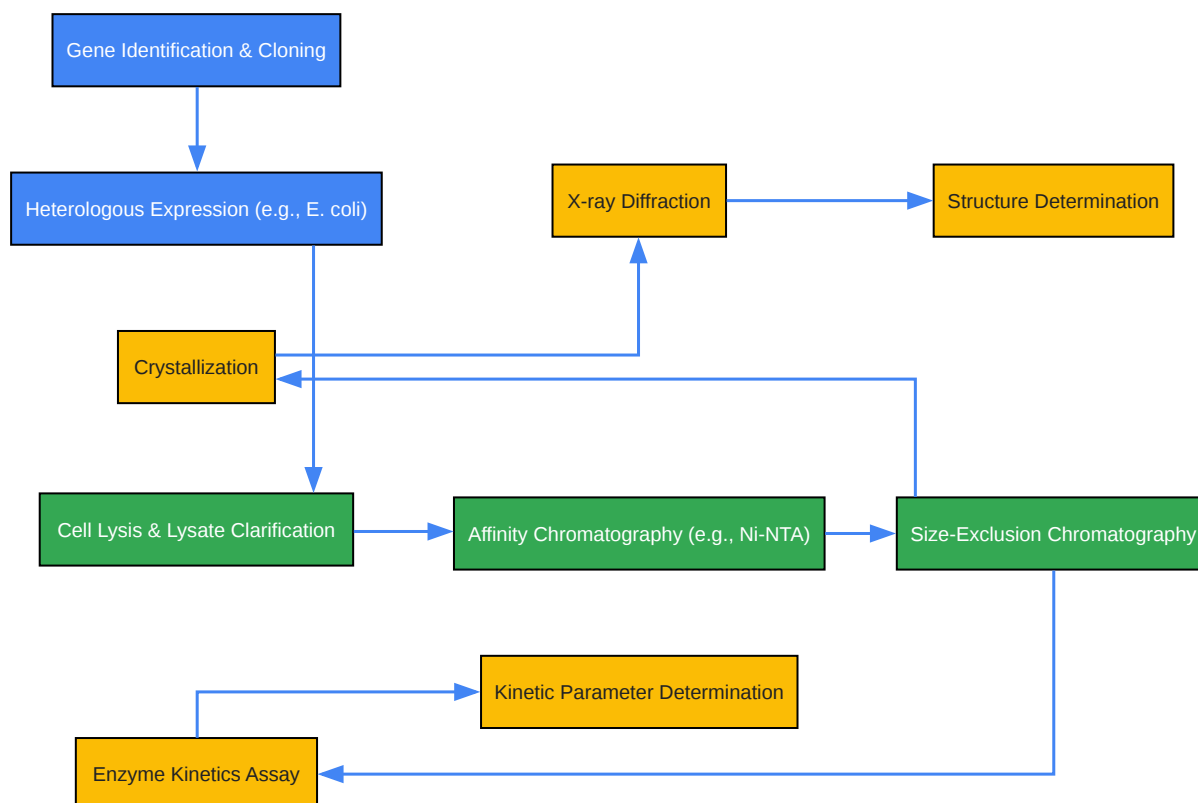 Gene Identification & Cloning
Heterologous Expression (e.g., E. coli)
X-ray Diffraction
Structure Determination
Crystallization
Cell Lysis & Lysate Clarification
Affinity Chromatography (e.g., Ni-NTA)
Size-Exclusion Chromatography
Kinetic Parameter Determination
Enzyme Kinetics Assay